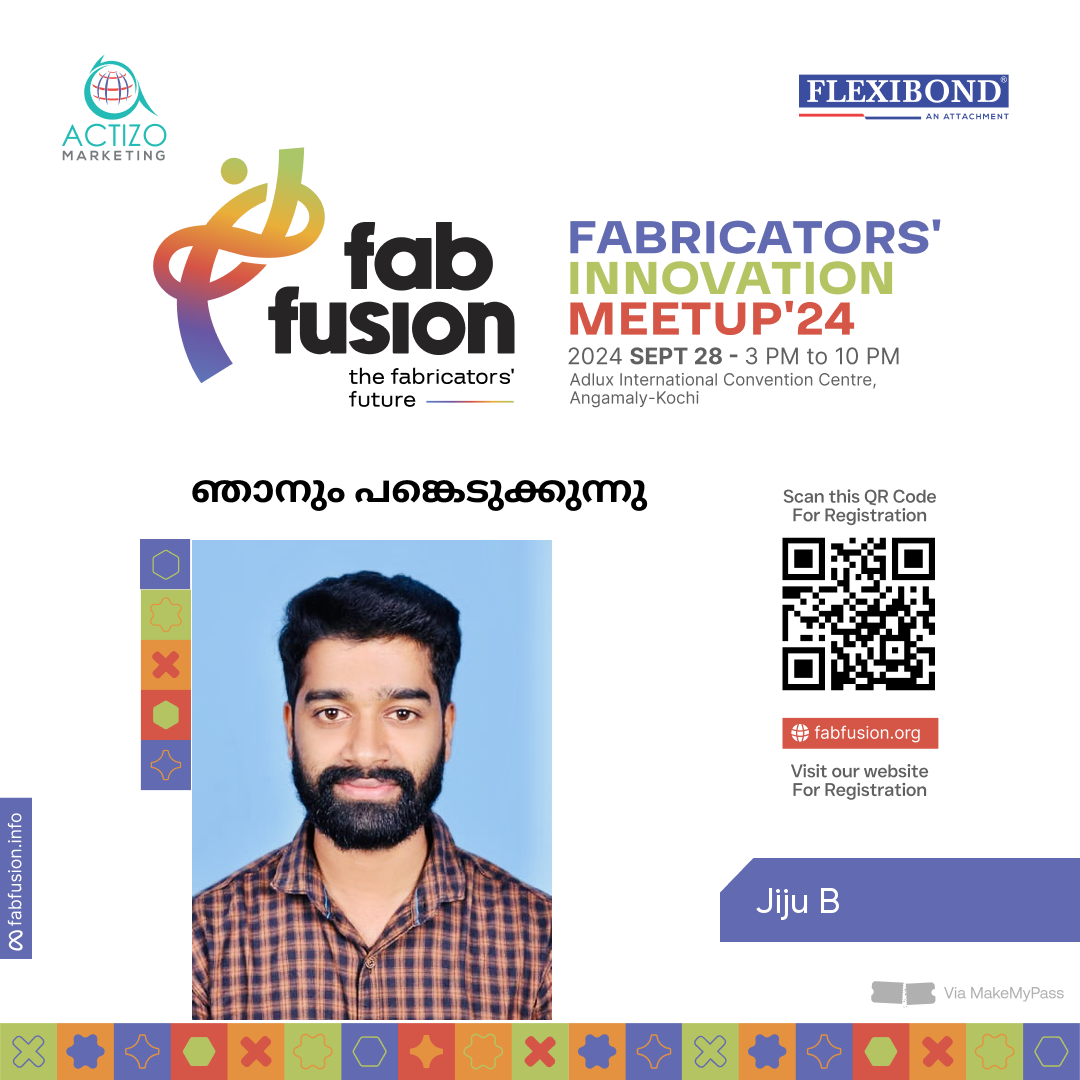 ACTIZO
MARKETING
FLEXIBOND®
AN ATTACHMENT
fab
fusion
the fabricators'
future
FABRICATORS'
INNOVATION
MEETUP'24
2024 SEPT 28 - 3 PM to 10 PM
Adlux International Convention Centre,
Angamaly-Kochi
ഞാനും പങ്കെടുക്കുന്നു
Scan this QR Code
For Registration
fabfusion.org
Visit our website
For Registration
fabfusion.info
Jiju B
Via MakeMyPass